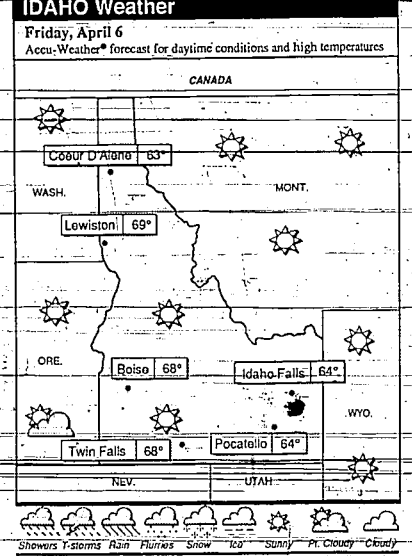 IDAHO Weather
Friday, April 6
Accu-Weather® forecast for daytime conditions and high temperatures
CANADA
Coeur D'Alene 63°
WASH.
MONT.
Lewiston 69°
ORE.
Boise 68°
Idaho Falls 64°
WYO.
Twin Falls 68°
Pocatello 64°
NEV.
UTAH
Showers T-storms Rain Flurries Snow Ice Sunny Pt. Cloudy Cloudy